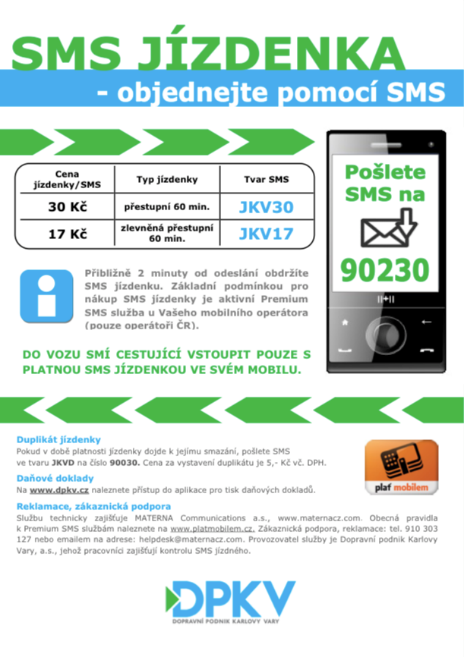 SMS JÍZDENKA
- objednejte pomocí SMS
Cena
jízdenky/SMS
Typ jízdenky
Tvar SMS
30 Kč
přestupní 60 min.
JKV30
17 Kč
zlevněná přestupní
60 min.
JKV17
Pošlete
SMS na
90230
Přibližně 2 minuty od odeslání obdržíte
SMS jízdenku. Základní podmínkou pro
nákup SMS jízdenky je aktivní Premium
SMS služba u Vašeho mobilního operátora
(pouze operátoři ČR).
DO VOZU SMÍ CESTUJÍCÍ VSTOUPIT POUZE S
PLATNOU SMS JÍZDENKOU VE SVÉM MOBILU.
Duplikát jízdenky
Pokud v době platnosti jízdenky dojde k jejímu smazání, pošlete SMS
ve tvaru JKVD na číslo 90030. Cena za vystavení duplikátu je 5,- Kč vč. DPH.
Daňové doklady
Na www.dpkv.cz naleznete přístup do aplikace pro tisk daňových dokladů.
plať mobilem
Reklamace, zákaznická podpora
Službu technicky zajišťuje MATERNA Communications a.s., www.maternacz.com. Obecná pravidla
k Premium SMS službám naleznete na www.platmobilem.cz. Zákaznická podpora, reklamace: tel. 910 303
127 nebo emailem na adrese: helpdesk@maternacz.com. Provozovatel služby je Dopravní podnik Karlovy
Vary, a.s., jehož pracovníci zajišťují kontrolu SMS jízdného.
DPKV
DOPRAVNÍ PODNIK KARLOVY VARY